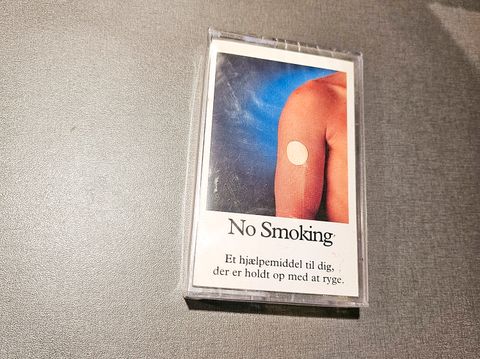 No Smoking
Et hjælpemiddel til dig,
der er holdt op med at ryge.